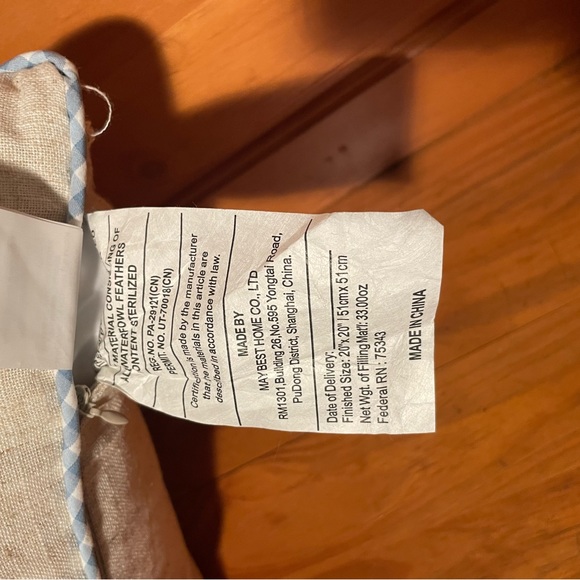 MATERIAL CONSISTING OF
WATERFOWL FEATHERS
CONTENT STERILIZED
REG.NO. PA-29121(CN)
PERMIT. NO. UT-70018(CN)
Certification is made by the manufacturer
that the materials in this article are
described in accordance with law.
MADE BY
MAYBEST HOME CO., LTD
RM1301,Building 26,No.595 Yongtai Road,
PuDong District, Shanghai, China.
Date of Delivery:
Finished Size: 20"x 20" | 51cm x 51cm
Net Wgt. of Filling Mat'l: 33.00oz
Federal RN : 75343
MADE IN CHINA